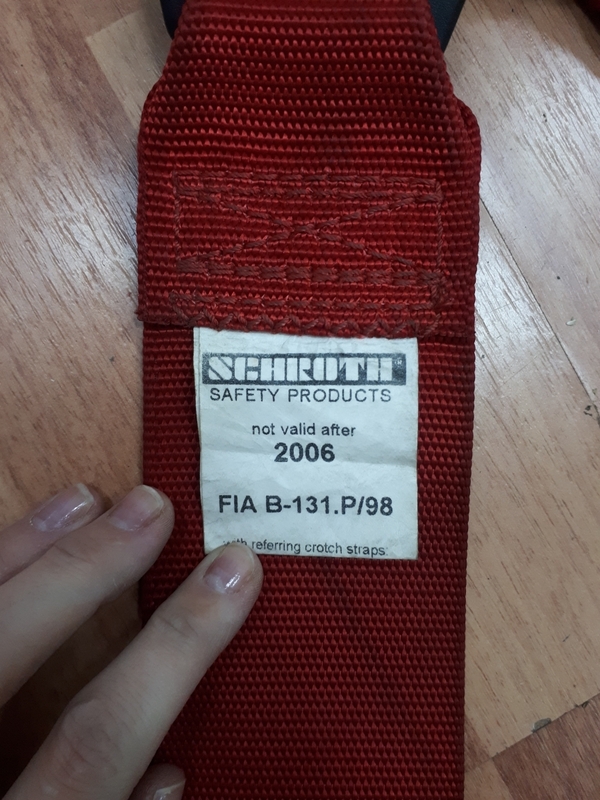 SCHROTH
SAFETY PRODUCTS
not valid after
2006
FIA B-131.P/98
with referring crotch straps.